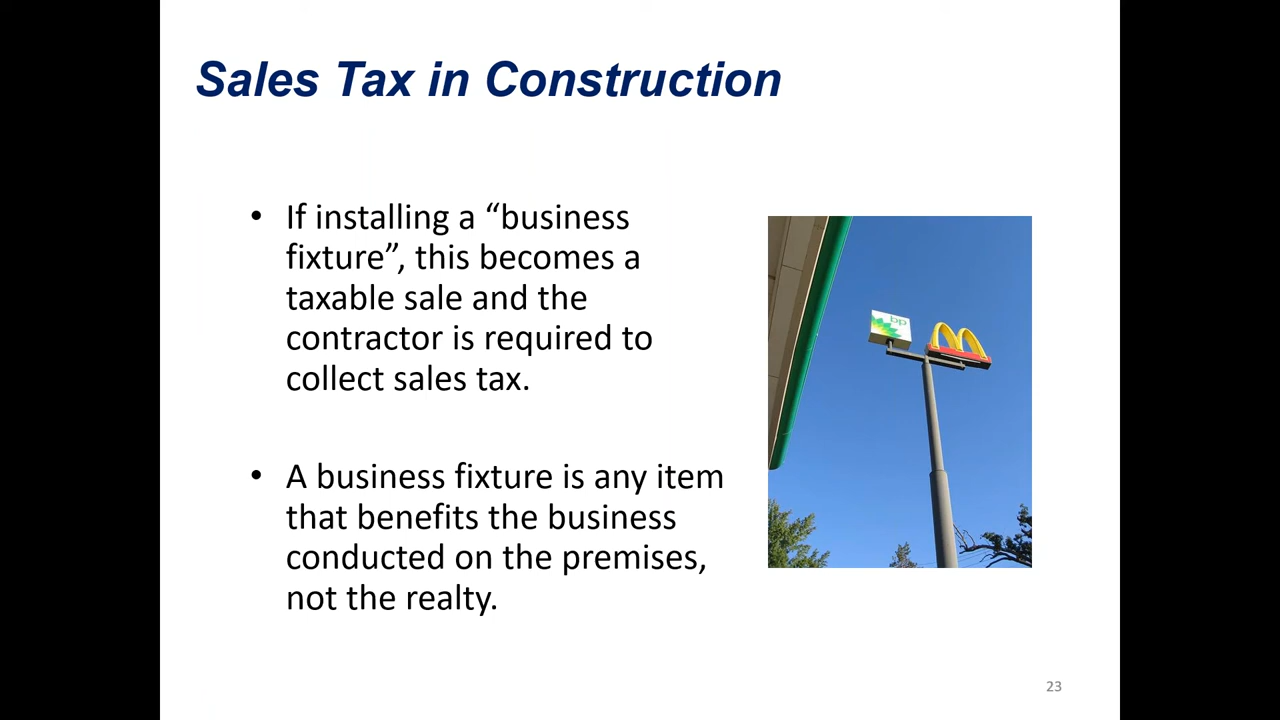 Sales Tax in Construction
• If installing a “business
fixture”, this becomes a
taxable sale and the
contractor is required to
collect sales tax.
• A business fixture is any item
that benefits the business
conducted on the premises,
not the realty.
bp
23